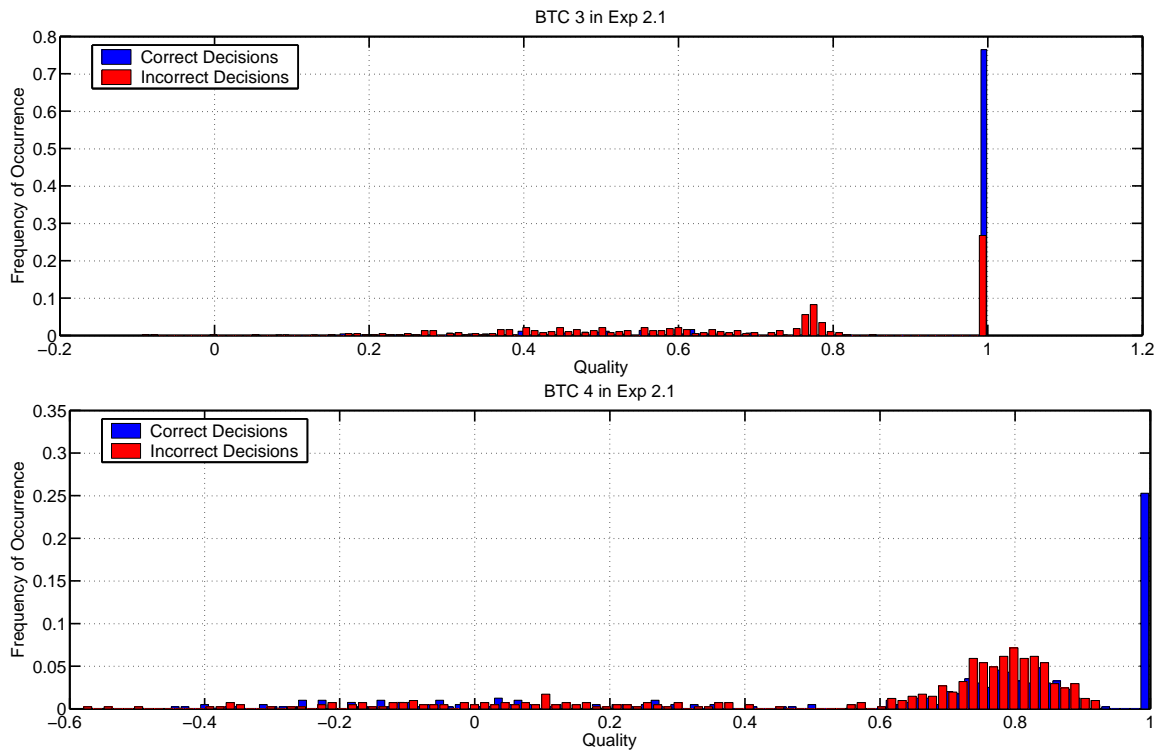 BTC 3 in Exp 2.1
Frequency of Occurrence
0.8
0.7
0.6
0.5
0.4
0.3
0.2
0.1
0
Correct Decisions
Incorrect Decisions
−0.2 0 0.2 0.4 0.6 0.8 1 1.2
Quality
BTC 4 in Exp 2.1
Frequency of Occurrence
0.35
0.3
0.25
0.2
0.15
0.1
0.05
0
Correct Decisions
Incorrect Decisions
−0.6 −0.4 −0.2 0 0.2 0.4 0.6 0.8 1
Quality